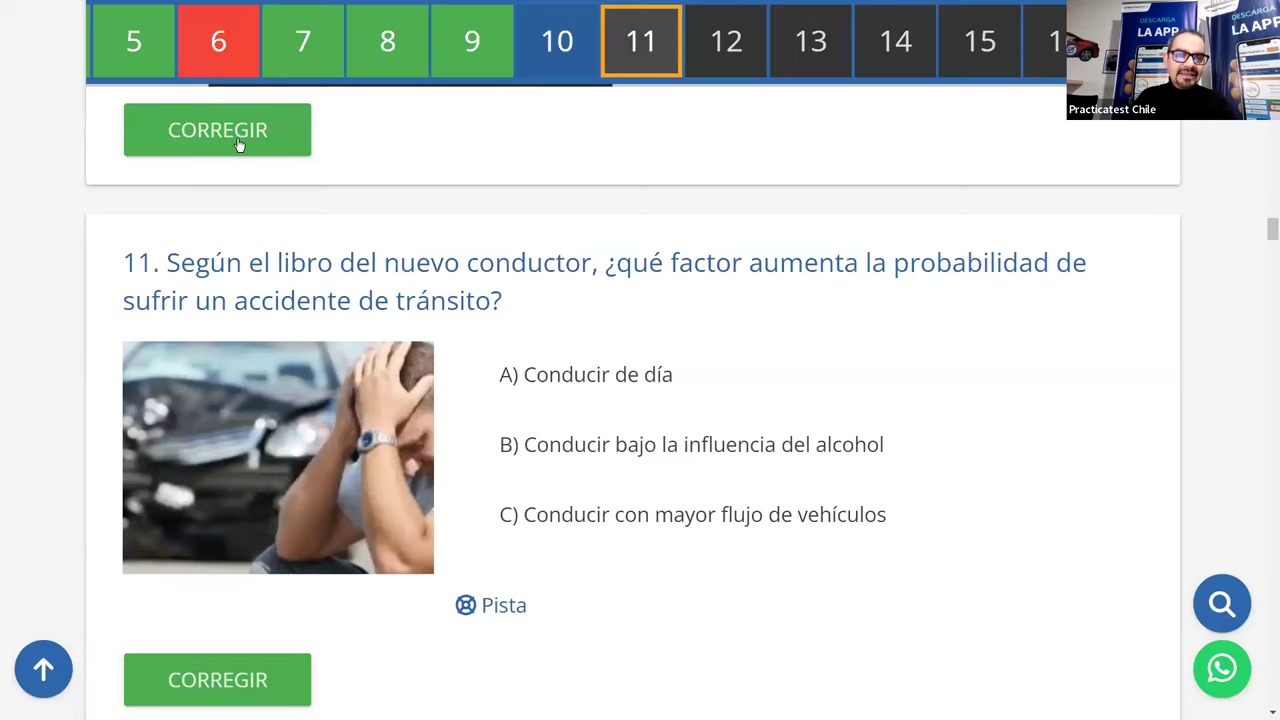 5 6 7 8 9 10 11 12 13 14 15
DESCARGA
LA APP
DESCARGA
LA APP
Practicatest Chile
CORREGIR
11. Según el libro del nuevo conductor, ¿qué factor aumenta la probabilidad de
sufrir un accidente de tránsito?
A) Conducir de día
B) Conducir bajo la influencia del alcohol
C) Conducir con mayor flujo de vehículos
Pista
CORREGIR